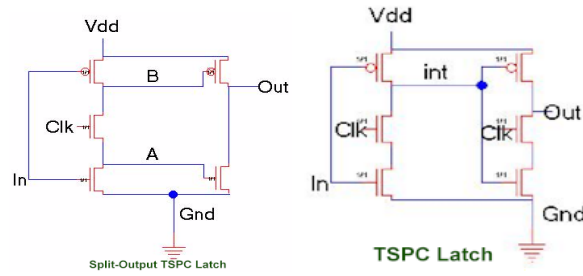 Vdd
B
Out
Clk
A
In
Gnd
Split-Output TSPC Latch
Vdd
int
Clk
Clk
Out
In
Gnd
TSPC Latch